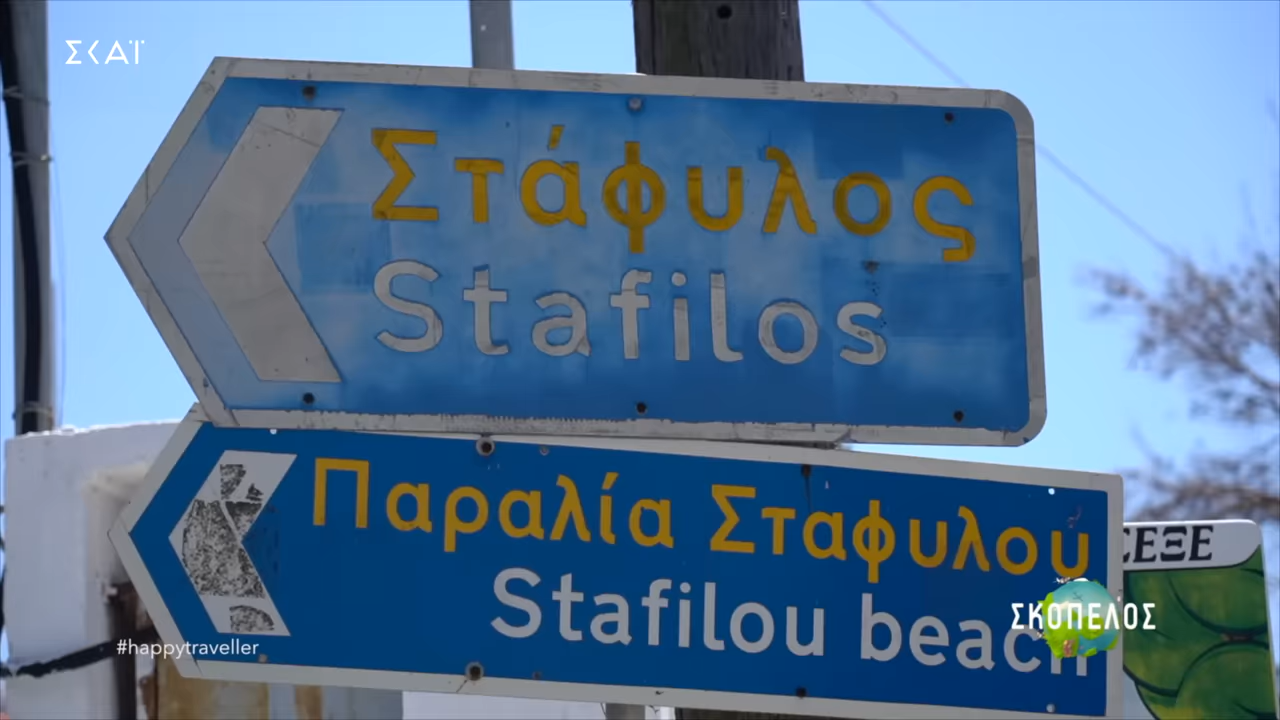 ΣΚΑΪ
Στάφυλος
Stafilos
Παραλία Σταφυλου
Stafilou beach
ΣΚΟΠΕΛΟΣ
#happytraveller